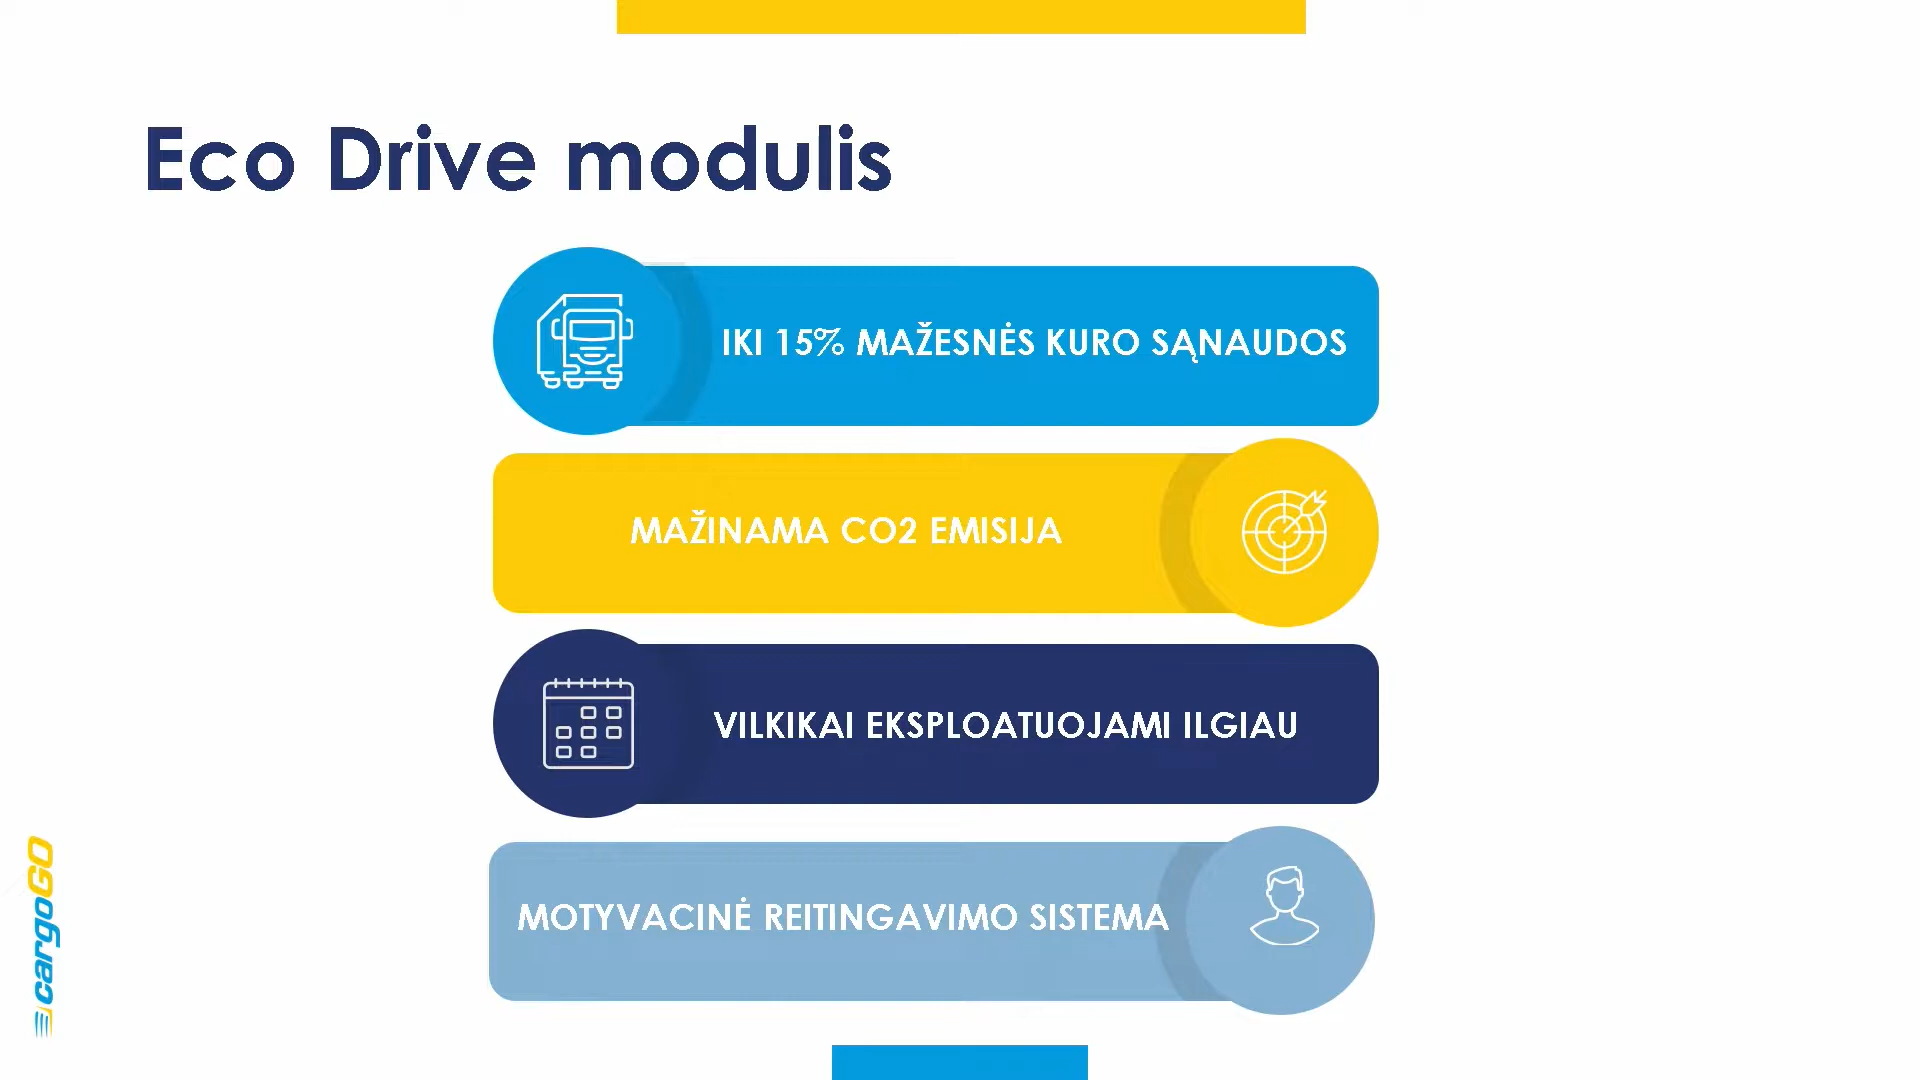 Eco Drive modulis
IKI 15% MAŽESNĖS KURO SĄNAUDOS
MAŽINAMA CO2 EMISIJA
VILKIKAI EKSPLOATUOJAMI ILGIAU
MOTYVACINĖ REITINGAVIMO SISTEMA
cargoGO